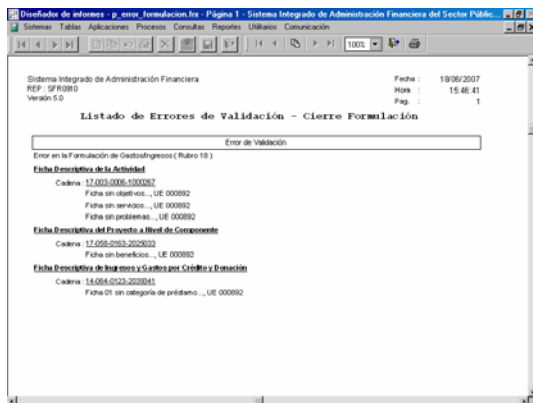 Diseñador de informes - p_error_formulacion.frx - Página 1 - Sistema Integrado de Administración Financiera del Sector Públic...
Sistemas Tablas Aplicaciones Procesos Consultas Reportes Utilitarios Comunicación
100%
Sistema Integrado de Administración Financiera
REP : SFR0910
Versión 5.0
Fecha : 18/06/2007
Hora : 15:46:41
Pag. : 1
Listado de Errores de Validación - Cierre Formulación
Error de Validación
Error en la Formulación de Gastos/Ingresos ( Rubro 18 )
Ficha Descriptiva de la Actividad
Cadena : 17-003-0006-1000267
Ficha sin objetivos..., UE 000892
Ficha sin servicios..., UE 000892
Ficha sin problemas..., UE 000892
Ficha Descriptiva del Proyecto a Nivel de Componente
Cadena : 17-058-0163-2025033
Ficha sin beneficios..., UE 000892
Ficha Descriptiva de Ingresos y Gastos por Crédito y Donación
Cadena : 14-064-0123-2039341
Ficha 01 sin categoría de préstamo..., UE 000892